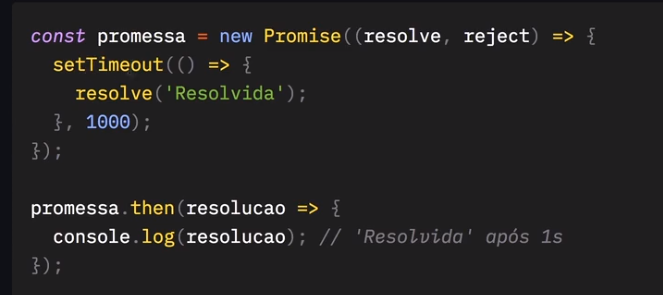 const promessa = new Promise((resolve, reject) => {
  setTimeout(() => {
    resolve('Resolvida');
  }, 1000);
});

promessa.then(resolucao => {
  console.log(resolucao); // 'Resolvida' após 1s
});